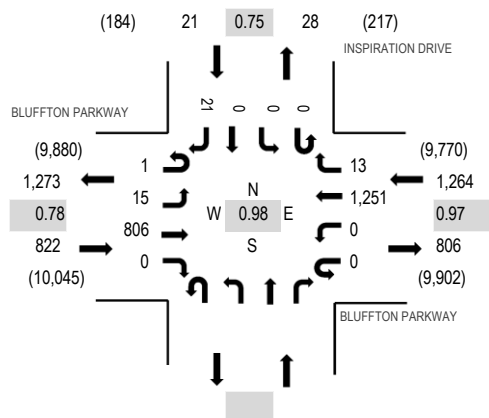 (184) 21 0.75 28 (217)
INSPIRATION DRIVE
21 0 0 0
BLUFFTON PARKWAY
(9,880) (9,770)
1 13
1,273 1,264
15 N 1,251
0.78 W 0.98 E 0.97
806 0
822 S 806
0 0
(10,045) (9,902)
BLUFFTON PARKWAY